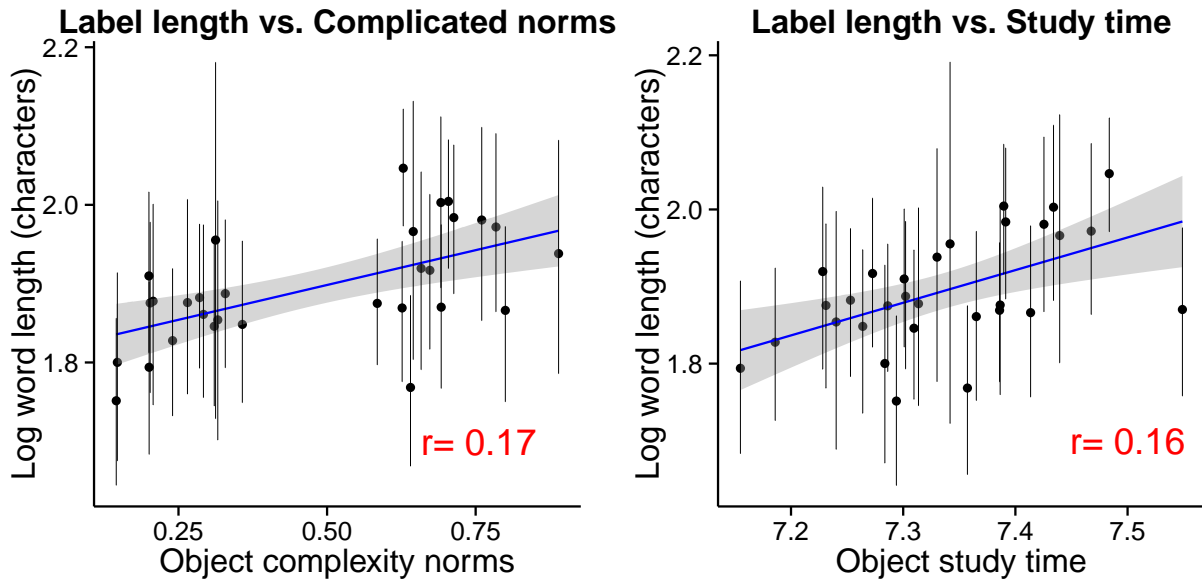 Label length vs. Complicated norms
Log word length (characters)
2.2
2.0
1.8
r= 0.17
0.25 0.50 0.75
Object complexity norms
Label length vs. Study time
Log word length (characters)
2.2
2.0
1.8
r= 0.16
7.2 7.3 7.4 7.5
Object study time